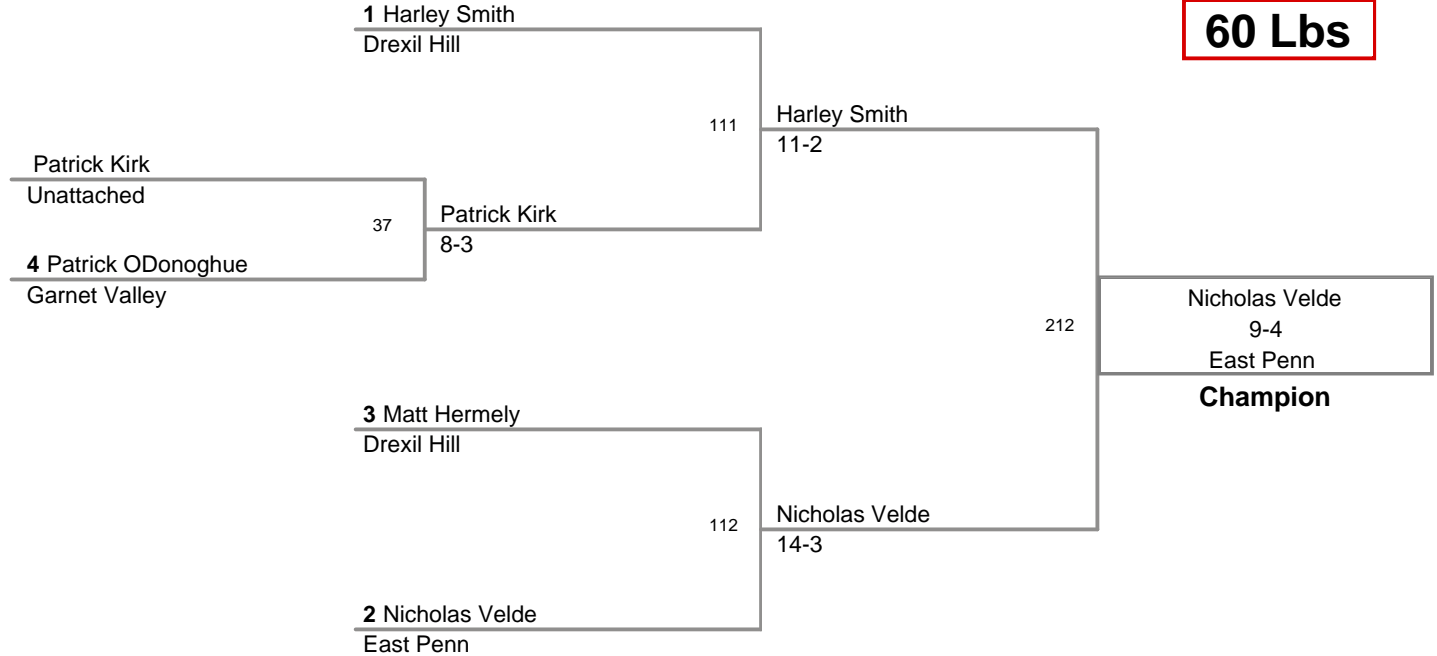 60 Lbs
1 Harley Smith
Drexil Hill
111
Harley Smith
11-2
Patrick Kirk
Unattached
37
Patrick Kirk
8-3
4 Patrick ODonoghue
Garnet Valley
212
Nicholas Velde
9-4
East Penn
Champion
3 Matt Hermely
Drexil Hill
112
Nicholas Velde
14-3
2 Nicholas Velde
East Penn